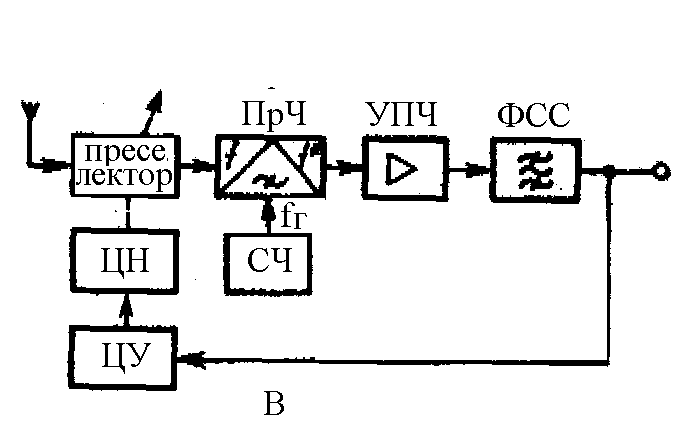 ПрЧ УПЧ ФСС
пресе
лектор
fг
ЦН СЧ
ЦУ
В